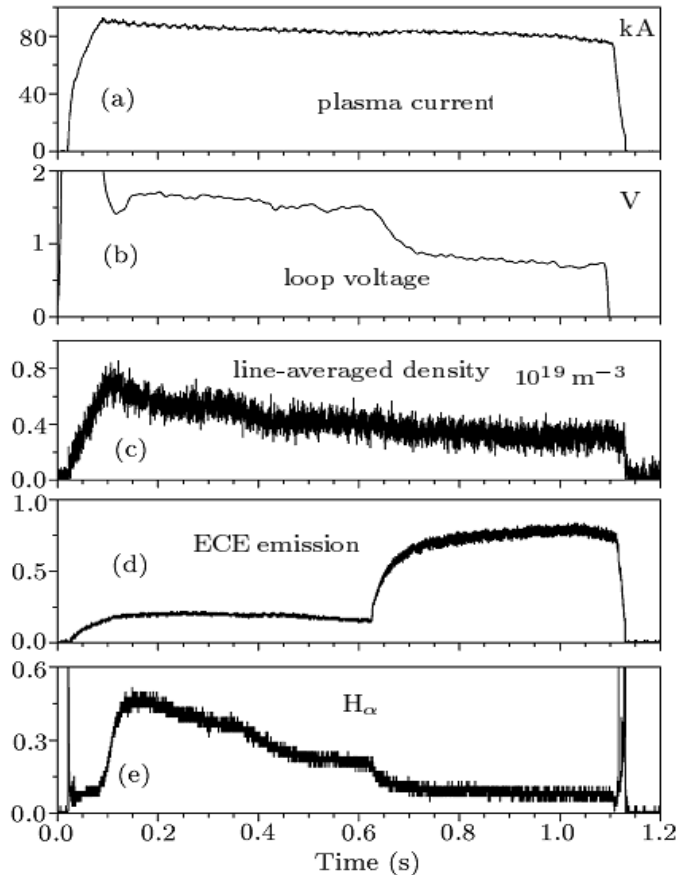 80
kA
40
(a)
plasma current
0
2
V
1
(b)
loop voltage
0
0.8
line-averaged density 10¹⁹ m⁻³
0.4
(c)
0.0
1.0
ECE emission
0.5
(d)
0.0
0.6
Hα
0.3
(e)
0.0
0.0 0.2 0.4 0.6 0.8 1.0 1.2
Time (s)